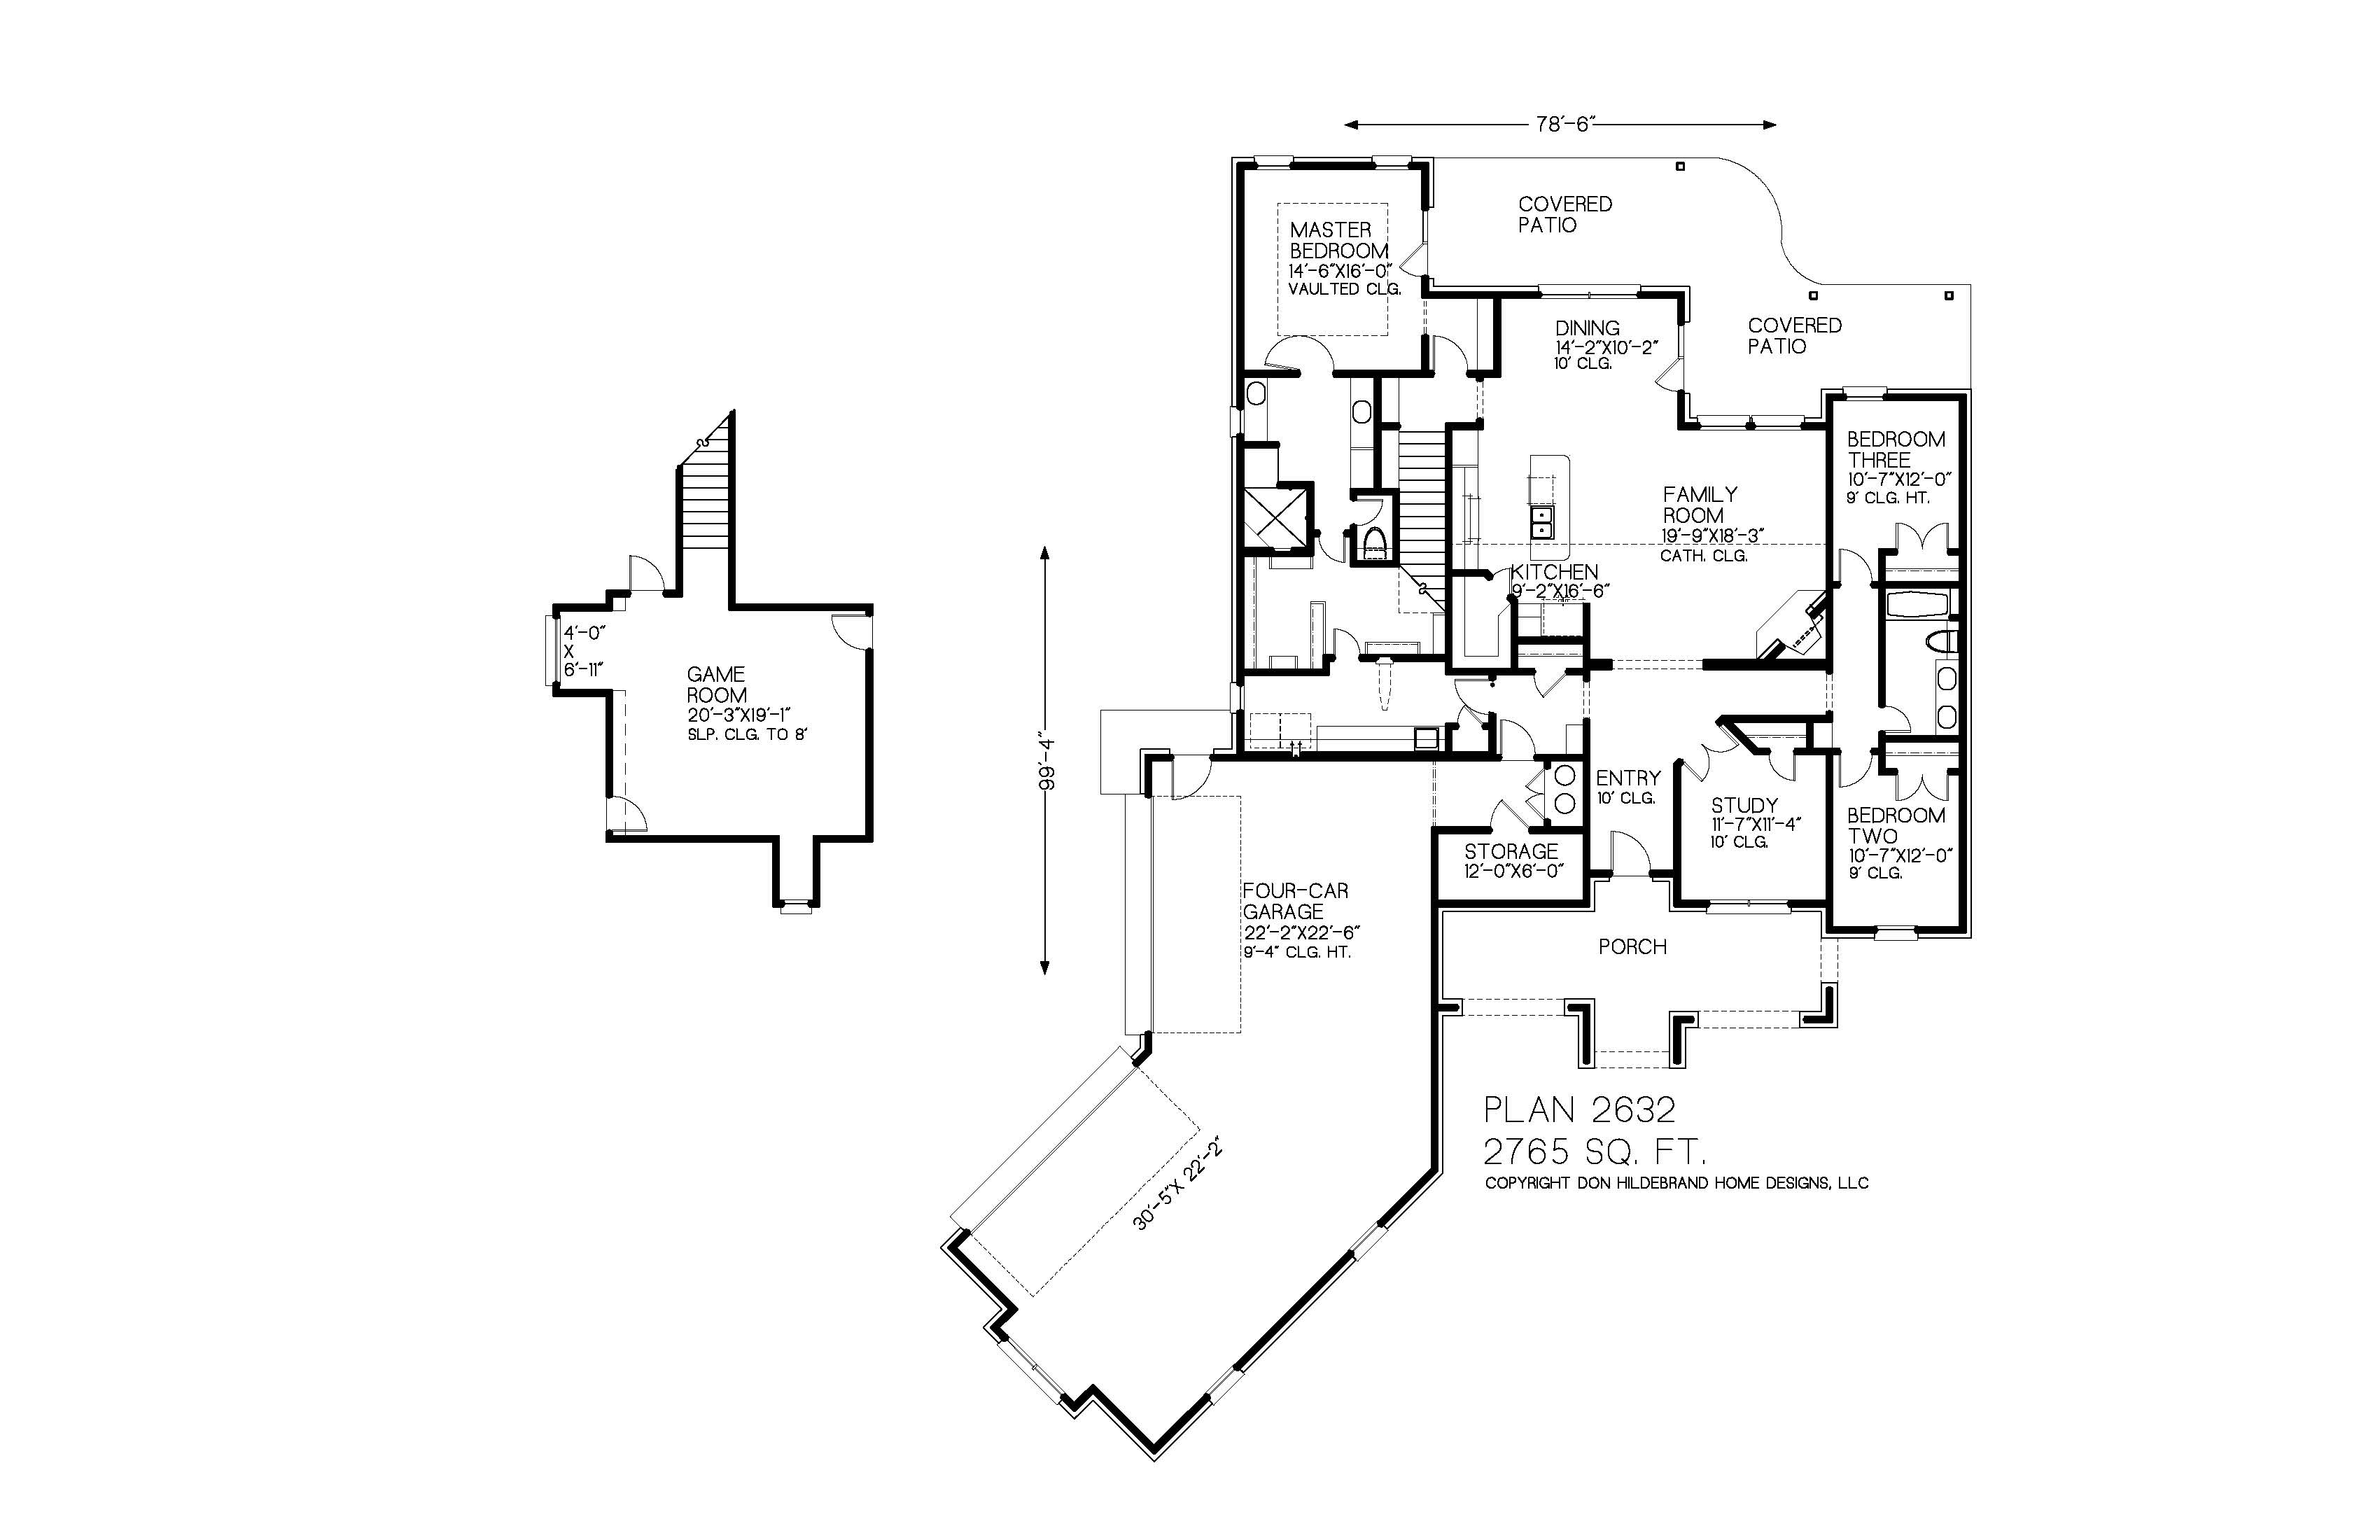 78'-6"
COVERED
PATIO
MASTER
BEDROOM
14'-6"X16'-0"
VAULTED CLG.
DINING
14'-2"X10'-2"
10' CLG.
COVERED
PATIO
BEDROOM
THREE
10'-7"X12'-0"
9' CLG. HT.
FAMILY
ROOM
19'-9"X18'-3"
CATH. CLG.
KITCHEN
9'-2"X16'-6"
4'-0"
X
6'-11"
GAME
ROOM
20'-3"X19'-1"
SLP. CLG. TO 8'
99'-4"
ENTRY
10' CLG.
STUDY
11'-7"X11'-4"
10' CLG.
BEDROOM
TWO
10'-7"X12'-0"
9' CLG.
STORAGE
12'-0"X6'-0"
FOUR-CAR
GARAGE
22'-2"X22'-6"
9'-4" CLG. HT.
PORCH
30'-5"X 22'-2"
PLAN 2632
2765 SQ. FT.
COPYRIGHT DON HILDEBRAND HOME DESIGNS, LLC